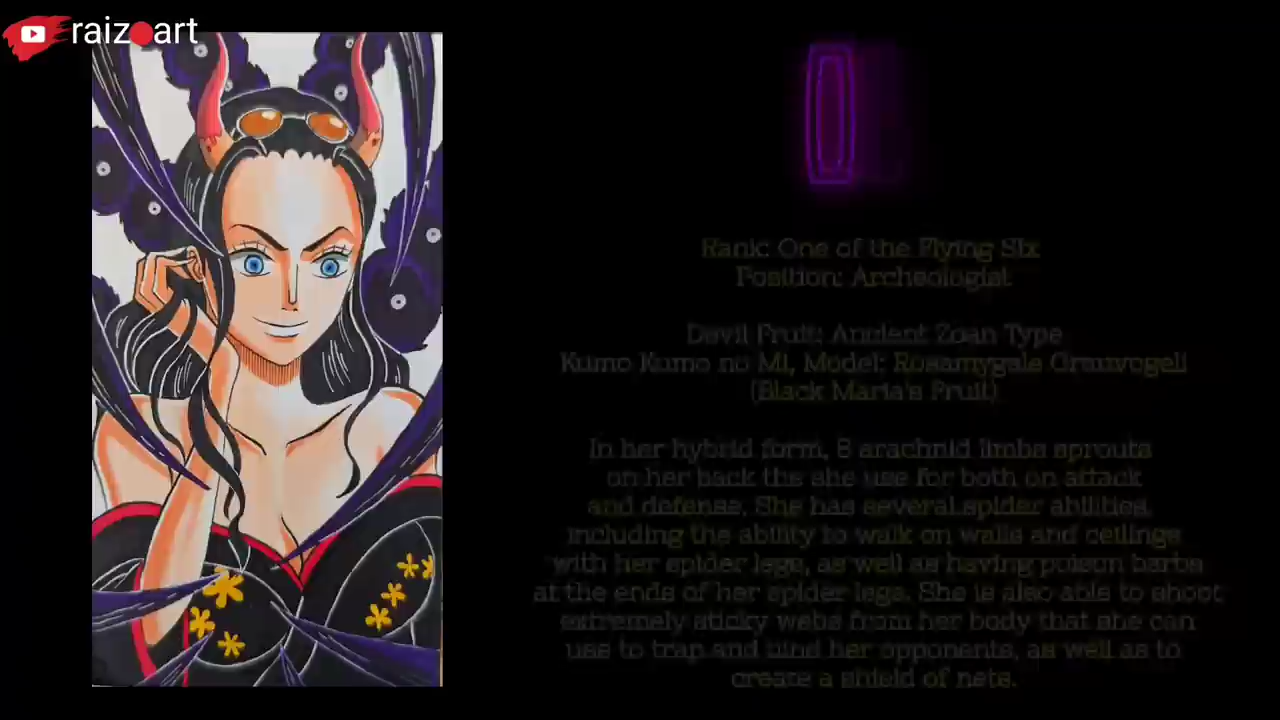 raizoart
Rank: One of the Flying Six
Position: Archeologist
Devil Fruit: Ancient Zoan Type
Kumo Kumo no Mi, Model: Rosamygale Grauvogeli
(Black Maria's Fruit)
In her hybrid form, 8 arachnid limbs sprouts
on her back ths she use for both on attack
and defense. She has several spider abilities,
including the ability to walk on walls and ceilings
with her spider legs, as well as having poison barbs
at the ends of her spider legs. She is also able to shoot
extremely sticky webs from her body that she can
use to trap and bind her opponents, as well as to
create a shield of nets.